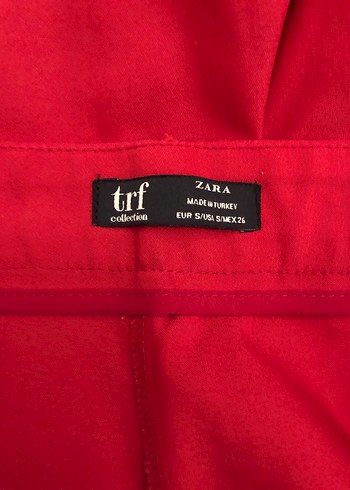 trf
collection
ZARA
MADE IN TURKEY
EUR S/USA S/MEX 26